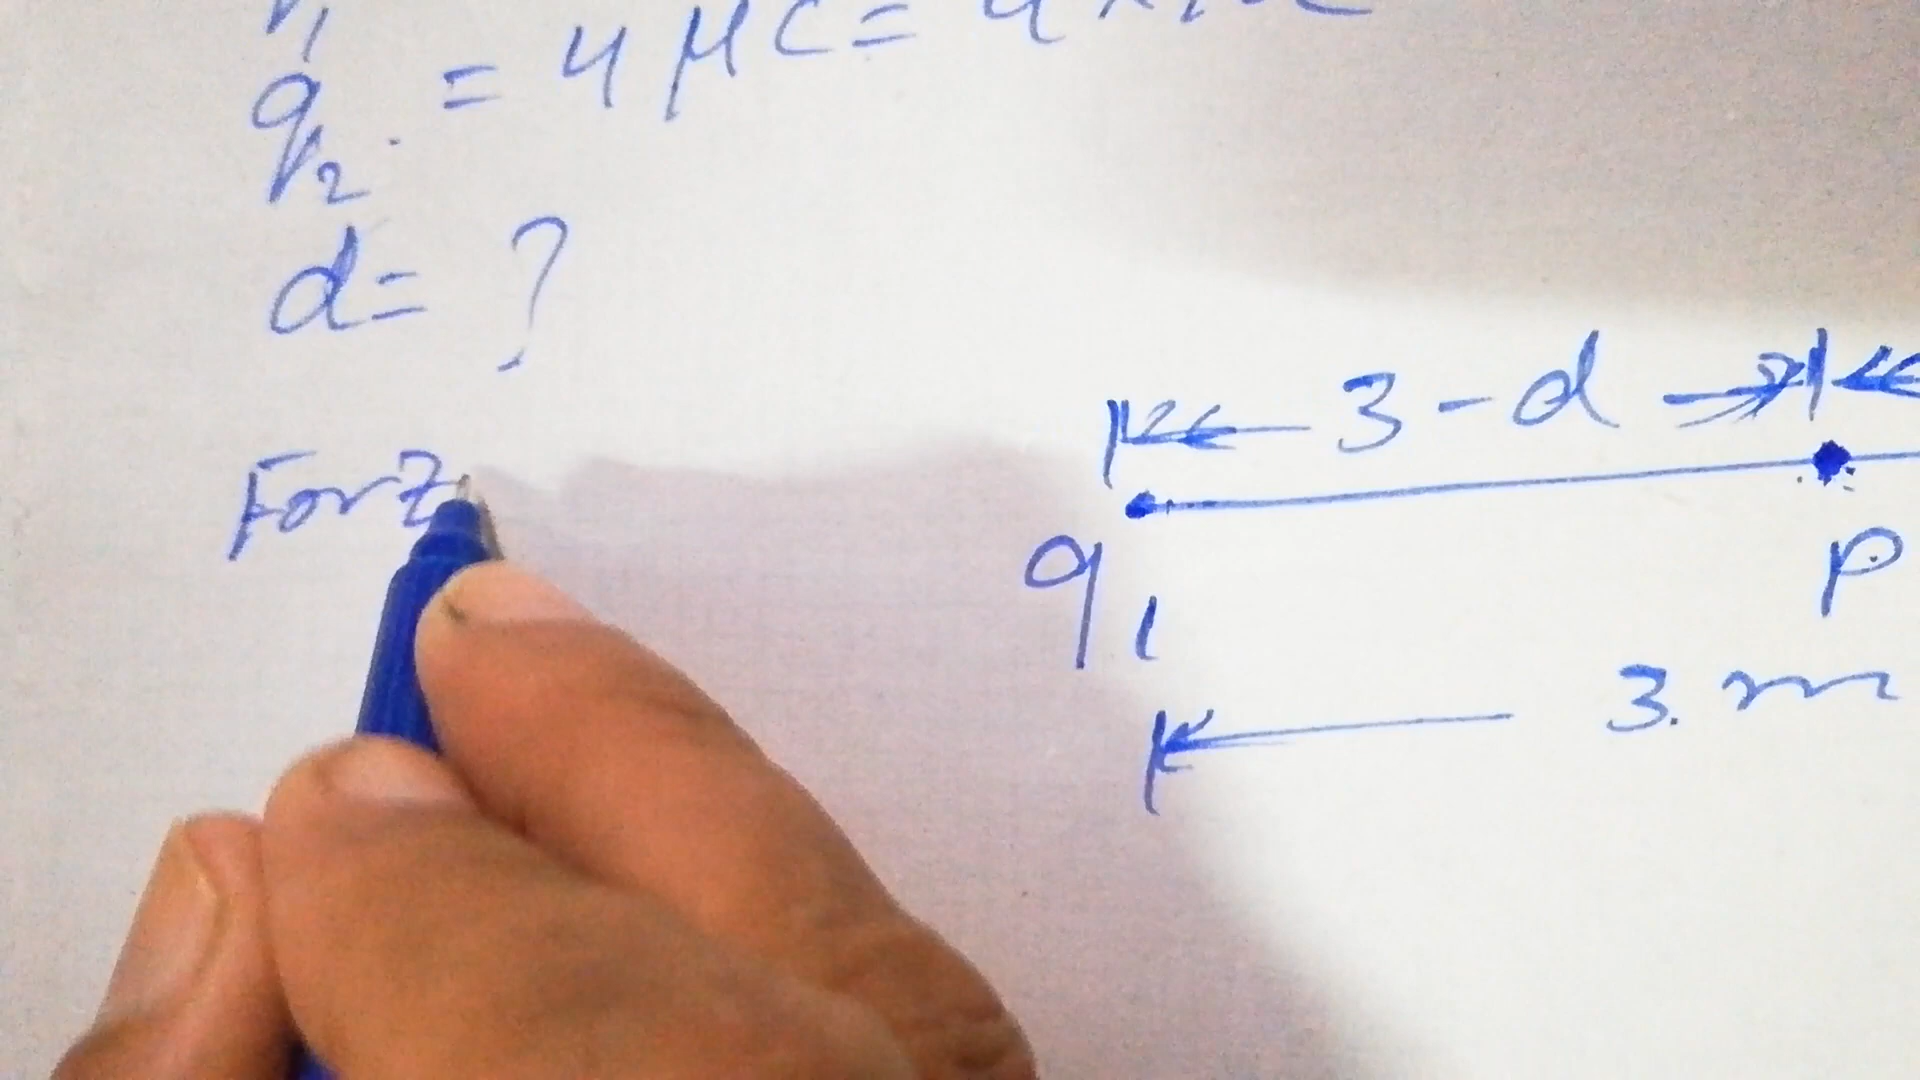 q2 = 4 μC =
d = ?
For Z
3 - d
q1
P
3. m